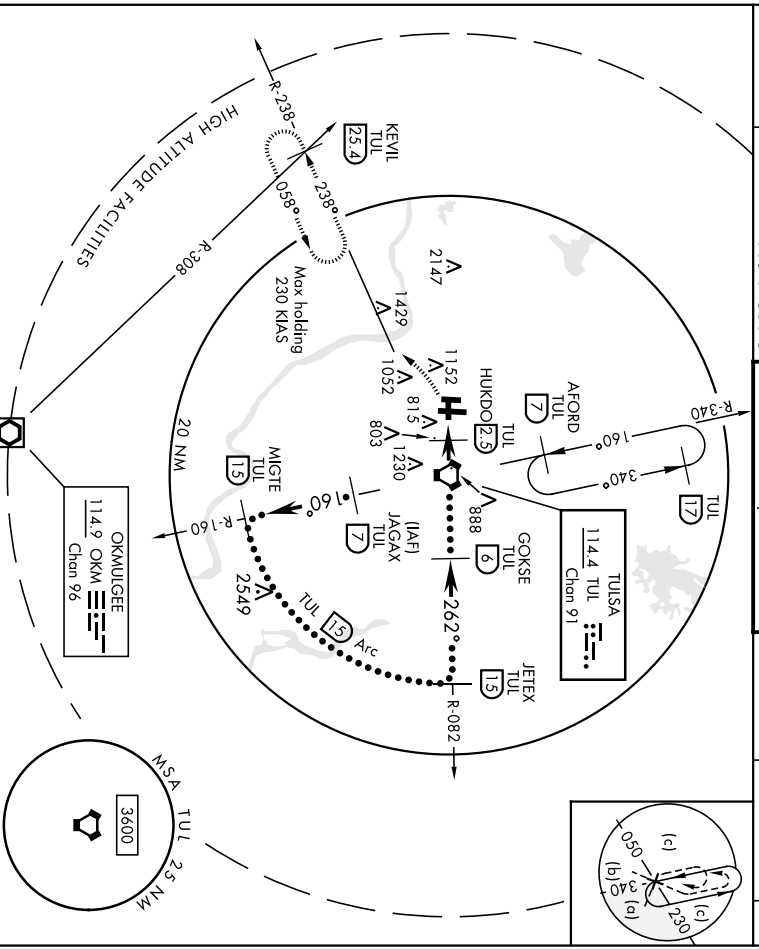 HIGH ALTITUDE FACILITIES
R-238
KEVIL
TUL
25.4
238°
058°
R-308
Max holding
230 KIAS
2147
1429
1152
1052
815
803
1230
888
HUKDO
TUL
2.5
AFORD
TUL
7
R-340
160°
340°
TUL
17
TULSA
114.4 TUL
Chan 91
GOKSE
TUL
6
262°
JETEX
TUL
15
R-082
(IAF)
JAGAX
TUL
7
160°
MIGTE
TUL
15
R-160
2549
TUL 15 Arc
20 NM
OKMULGEE
114.9 OKM
Chan 96
MSA TUL 25 NM
3600
(c)
050
(b)
340
(a)
(c)
230